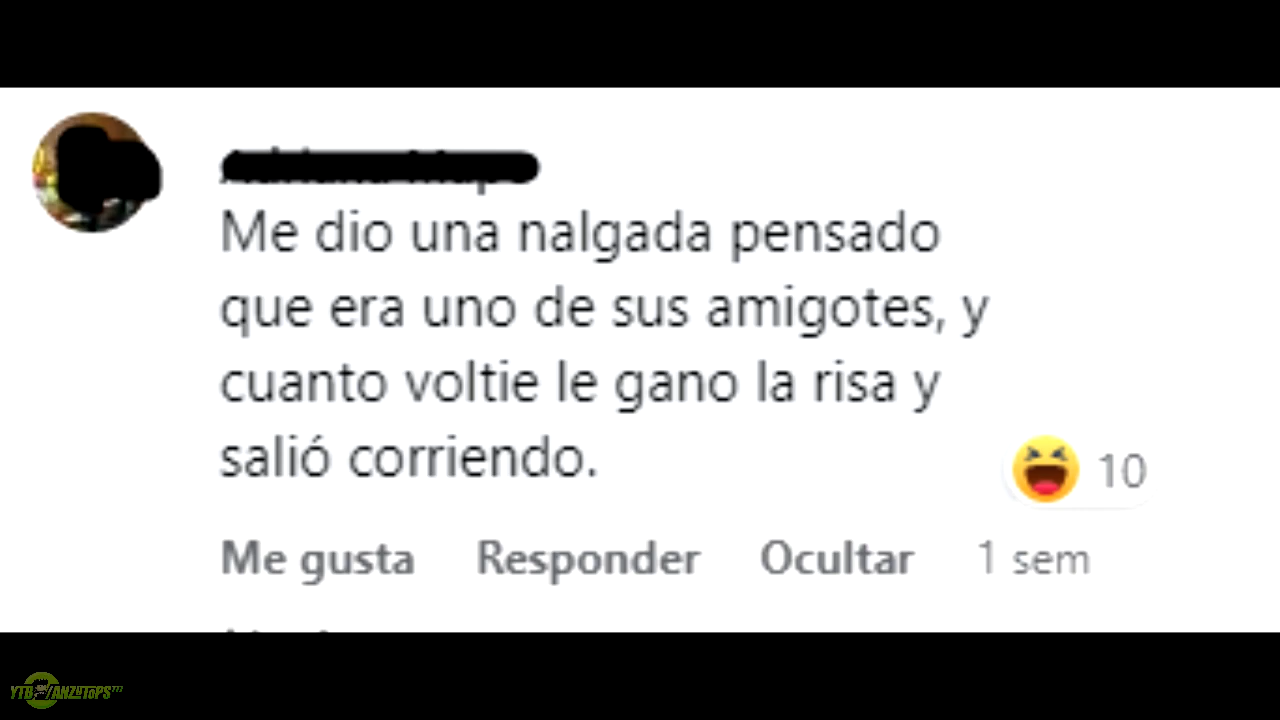 Me dio una nalgada pensado
que era uno de sus amigotes, y
cuanto voltie le gano la risa y
salió corriendo.
10
Me gusta Responder Ocultar 1 sem